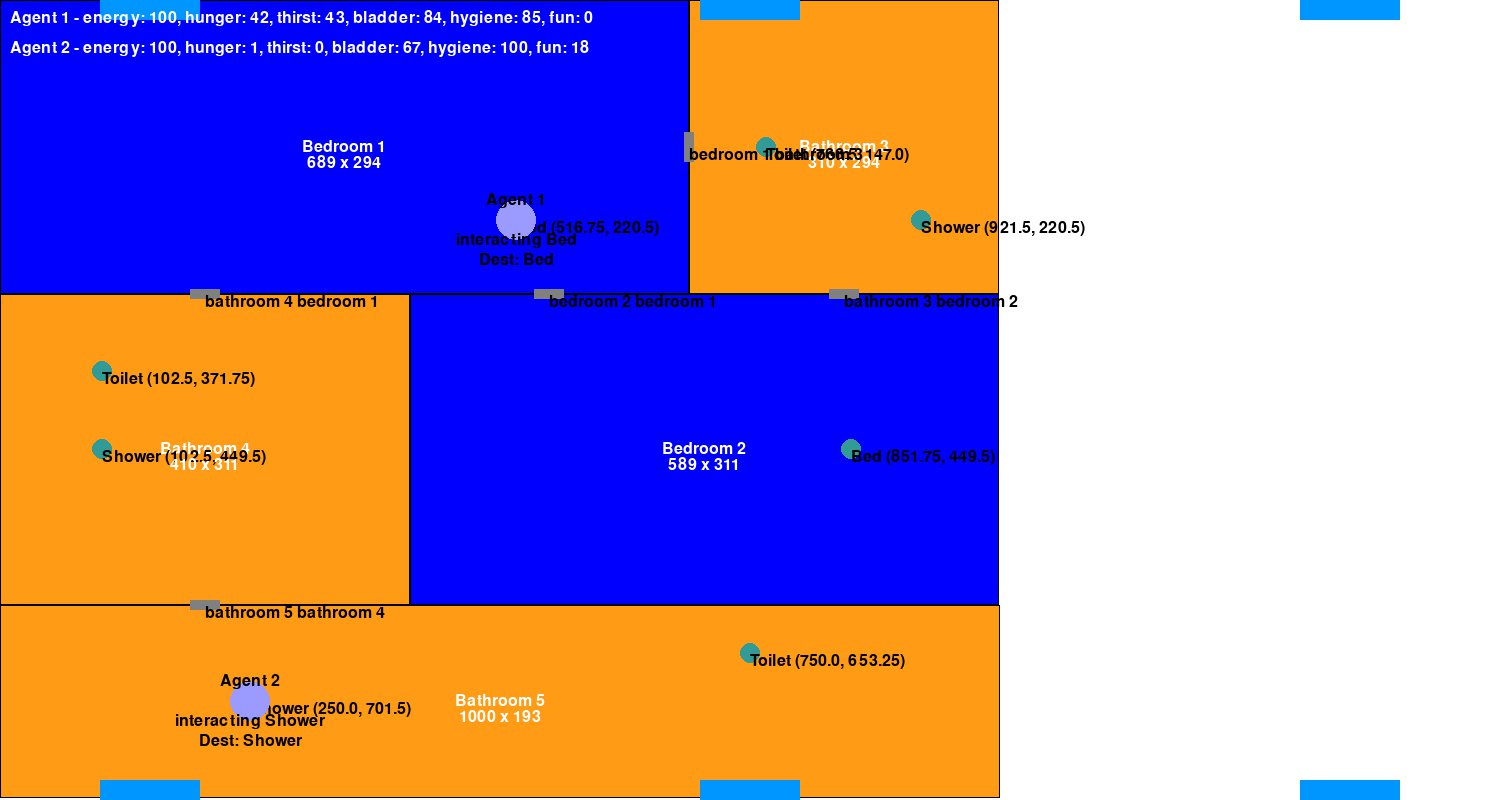 Agent 1 - energy: 100, hunger: 42, thirst: 43, bladder: 84, hygiene: 85, fun: 0
Agent 2 - energy: 100, hunger: 1, thirst: 0, bladder: 67, hygiene: 100, fun: 18
Bedroom 1
689 x 294
Bathroom 3
310 x 294
bedroom 1 bathroom 3
Toilet 147.0)
Agent 1
(516.75, 220.5)
interacting Bed
Dest: Bed
Shower (921.5, 220.5)
bathroom 4 bedroom 1
bedroom 2 bedroom 1
bathroom 3 bedroom 2
Toilet (102.5, 371.75)
Bathroom 4
410 x 311
Shower (102.5, 449.5)
Bedroom 2
589 x 311
Bed (851.75, 449.5)
bathroom 5 bathroom 4
Toilet (750.0, 653.25)
Agent 2
Shower (250.0, 701.5)
interacting Shower
Dest: Shower
Bathroom 5
1000 x 193